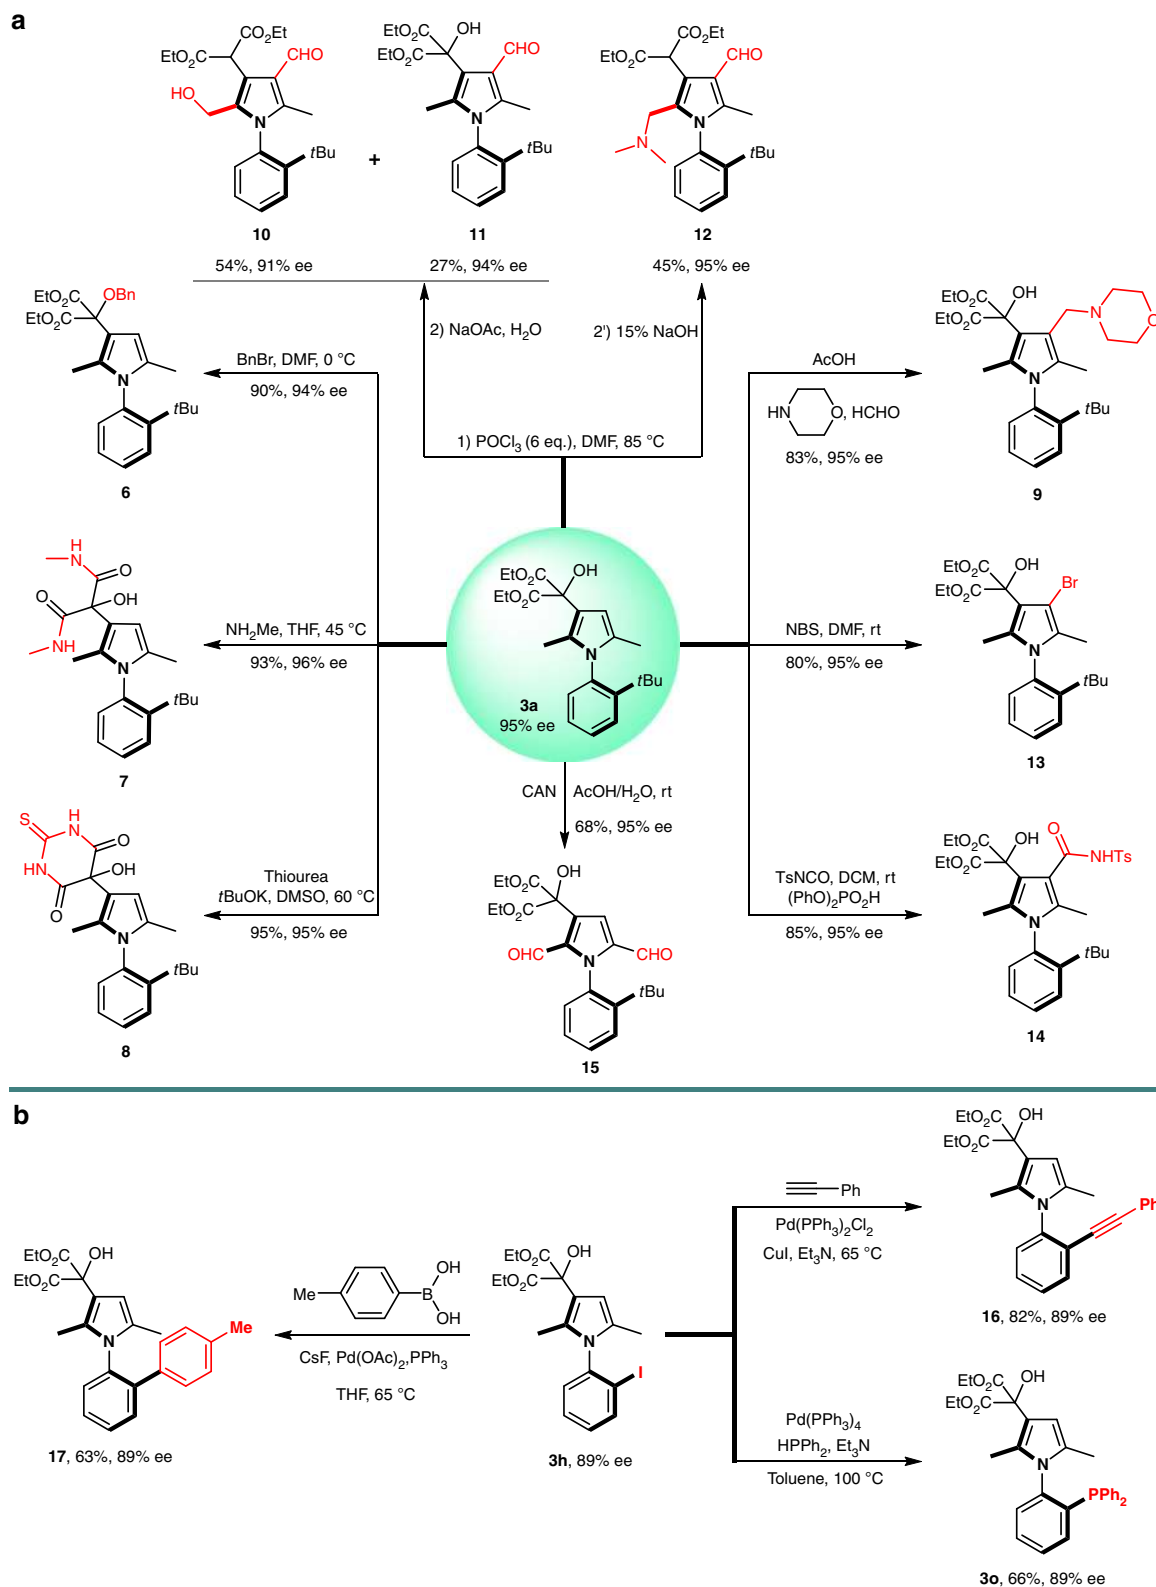 a
CO₂Et
EtO₂C
CHO
HO
N
tBu
10
54%, 91% ee
+
EtO₂C OH
EtO₂C
CHO
N
tBu
11
27%, 94% ee
CO₂Et
EtO₂C
CHO
N
N
tBu
12
45%, 95% ee
2) NaOAc, H₂O
2') 15% NaOH
1) POCl₃ (6 eq.), DMF, 85 °C
EtO₂C OBn
EtO₂C
N
tBu
6
BnBr, DMF, 0 °C
90%, 94% ee
AcOH
HN O, HCHO
83%, 95% ee
EtO₂C OH
EtO₂C
N
O
N
tBu
9
H
N
O
O
OH
NH
N
tBu
7
NH₂Me, THF, 45 °C
93%, 96% ee
EtO₂C OH
EtO₂C
N
tBu
3a
95% ee
NBS, DMF, rt
80%, 95% ee
EtO₂C OH
EtO₂C
Br
N
tBu
13
H
S N
O
HN
OH
O
N
tBu
8
Thiourea
tBuOK, DMSO, 60 °C
95%, 95% ee
CAN AcOH/H₂O, rt
68%, 95% ee
EtO₂C OH
EtO₂C
OHC
CHO
N
tBu
15
TsNCO, DCM, rt
(PhO)₂PO₂H
85%, 95% ee
EtO₂C OH
EtO₂C
O
NHTs
N
tBu
14
b
EtO₂C OH
EtO₂C
N
Me
17, 63%, 89% ee
Me
OH
B
OH
CsF, Pd(OAc)₂,PPh₃
THF, 65 °C
EtO₂C OH
EtO₂C
N
I
3h, 89% ee
Ph
Pd(PPh₃)₂Cl₂
CuI, Et₃N, 65 °C
EtO₂C OH
EtO₂C
N
Ph
16, 82%, 89% ee
Pd(PPh₃)₄
HPPh₂, Et₃N
Toluene, 100 °C
EtO₂C OH
EtO₂C
N
PPh₂
3o, 66%, 89% ee